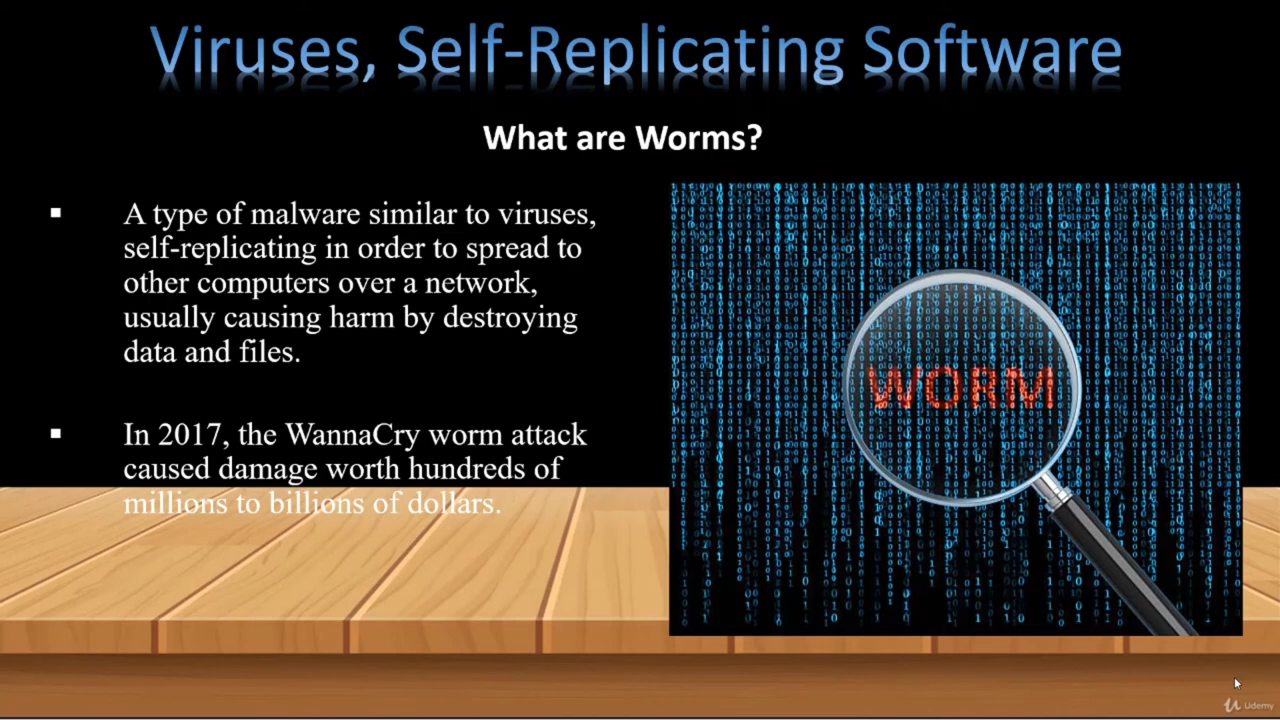 Viruses, Self-Replicating Software
What are Worms?
▪ A type of malware similar to viruses,
self-replicating in order to spread to
other computers over a network,
usually causing harm by destroying
data and files.
▪ In 2017, the WannaCry worm attack
caused damage worth hundreds of
millions to billions of dollars.
WORM
Udemy